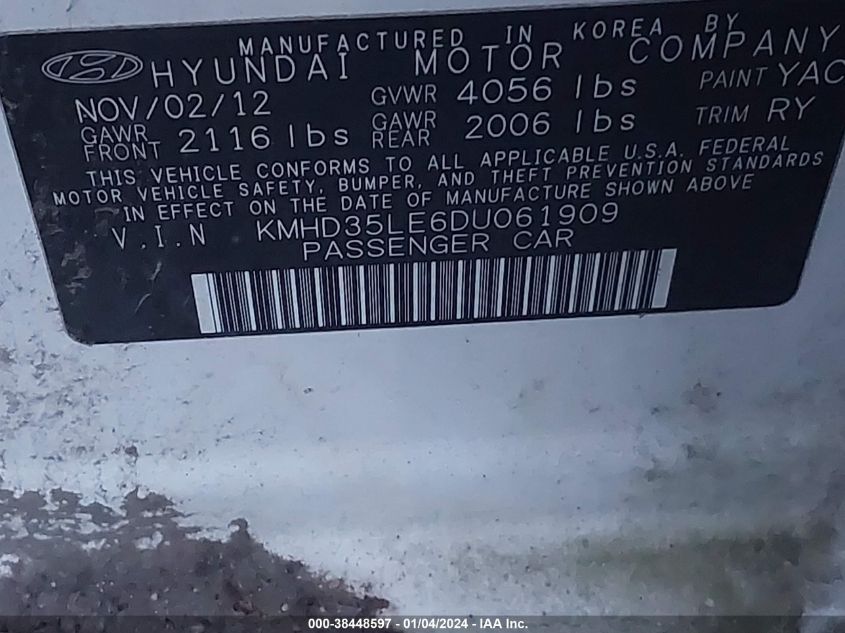 MANUFACTURED IN KOREA BY
HYUNDAI MOTOR COMPANY
NOV/02/12 GVWR 4056 lbs PAINT YAC
GAWR FRONT 2116 lbs GAWR REAR 2006 lbs TRIM RY
THIS VEHICLE CONFORMS TO ALL APPLICABLE U.S.A. FEDERAL
MOTOR VEHICLE SAFETY, BUMPER, AND THEFT PREVENTION STANDARDS
IN EFFECT ON THE DATE OF MANUFACTURE SHOWN ABOVE
V.I.N KMHD35LE6DU061909
PASSENGER CAR
000-38448597 - 01/04/2024 - IAA Inc.